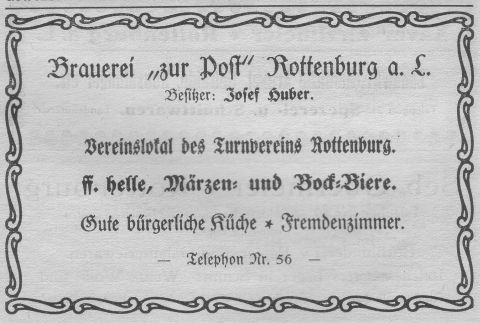 Brauerei „zur Post“ Rottenburg a. L.
Besitzer: Josef Huber.
Vereinslokal des Turnvereins Rottenburg.
ff. helle, Märzen- und Bock-Biere.
Gute bürgerliche Küche * Fremdenzimmer.
— Telephon Nr. 56 —